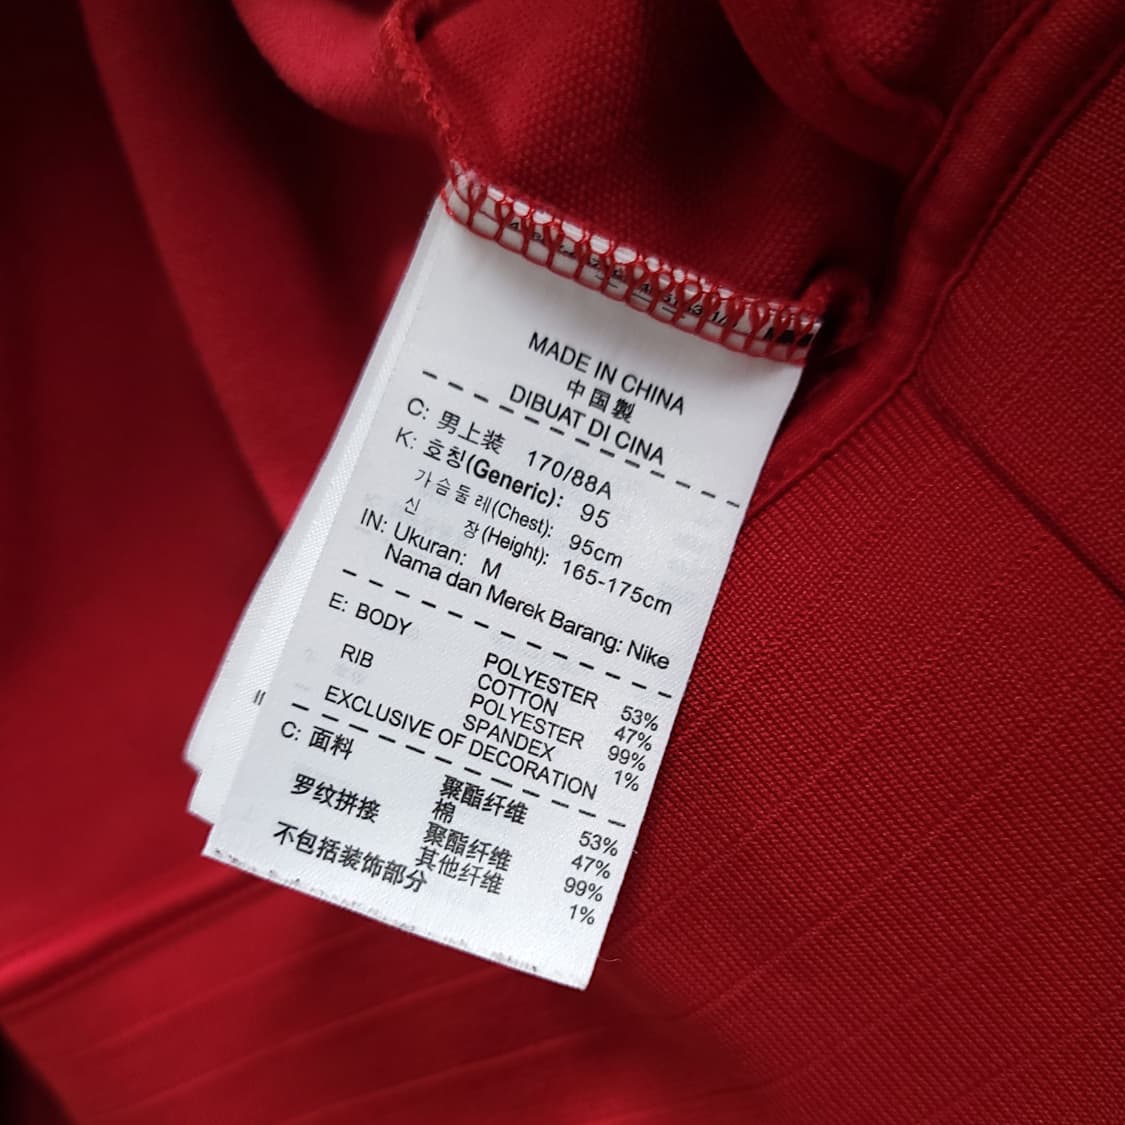 MADE IN CHINA
中国製
DIBUAT DI CINA
C: 男上装 170/88A
K: 호칭(Generic): 95
가슴둘레(Chest): 95cm
신 장(Height): 165-175cm
IN: Ukuran: M
Nama dan Merek Barang: Nike
E: BODY POLYESTER 53%
COTTON 47%
RIB POLYESTER 99%
SPANDEX 1%
EXCLUSIVE OF DECORATION
C: 面料 聚酯纤维 53%
棉 47%
罗纹拼接 聚酯纤维 99%
其他纤维 1%
不包括装饰部分